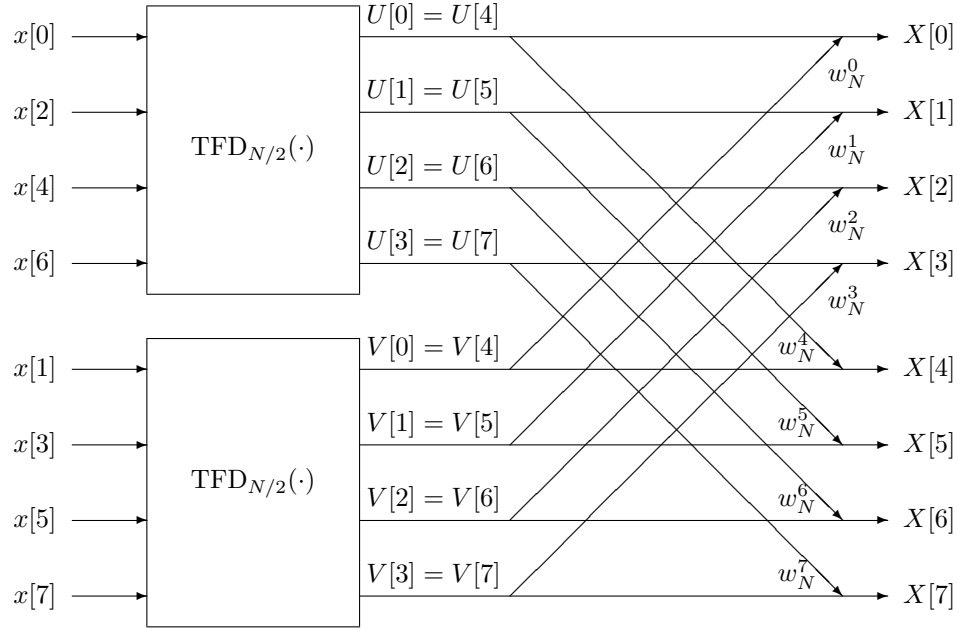 x[0]
U[0] = U[4]
X[0]
w_N^0
x[2]
U[1] = U[5]
X[1]
TFD_{N/2}(·)
w_N^1
x[4]
U[2] = U[6]
X[2]
w_N^2
x[6]
U[3] = U[7]
X[3]
w_N^3
x[1]
V[0] = V[4]
w_N^4
X[4]
x[3]
V[1] = V[5]
w_N^5
X[5]
TFD_{N/2}(·)
x[5]
V[2] = V[6]
w_N^6
X[6]
x[7]
V[3] = V[7]
w_N^7
X[7]